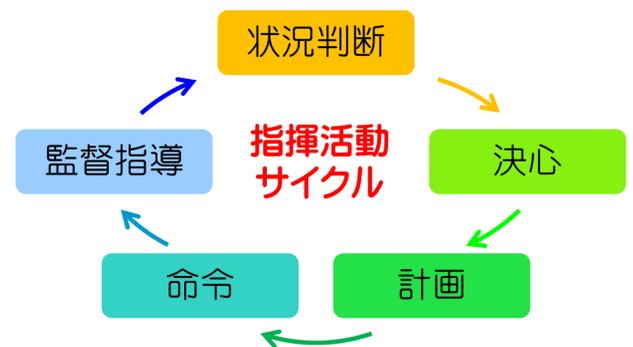 状況判断
指揮活動
サイクル
決心
計画
命令
監督指導